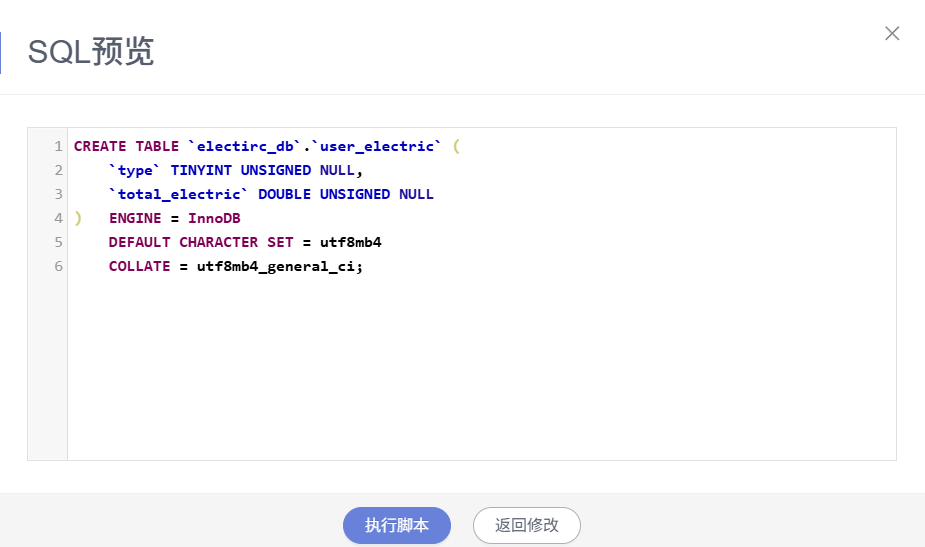 SQL预览
1 CREATE TABLE `electirc_db`.`user_electric` (
2     `type` TINYINT UNSIGNED NULL,
3     `total_electric` DOUBLE UNSIGNED NULL
4 )   ENGINE = InnoDB
5     DEFAULT CHARACTER SET = utf8mb4
6     COLLATE = utf8mb4_general_ci;
执行脚本 返回修改